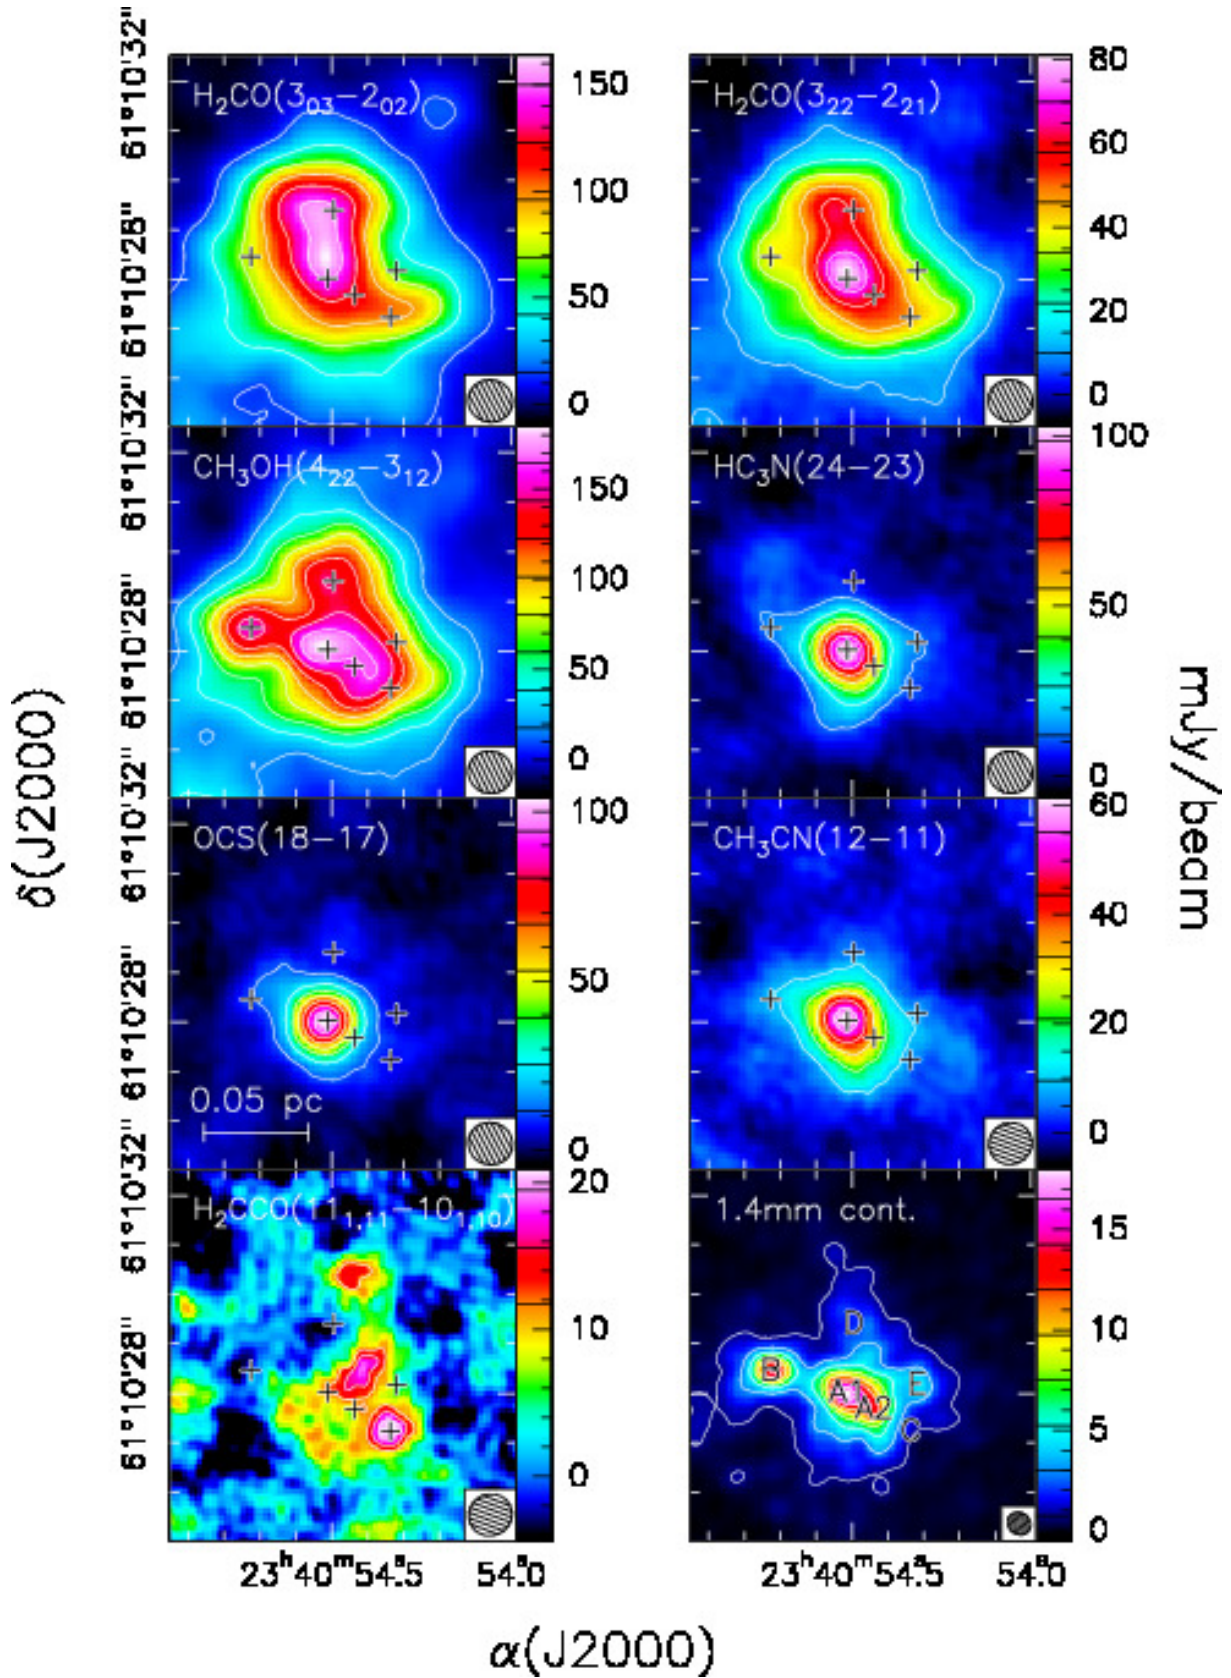 H₂CO(3₀₃−2₀₂)
H₂CO(3₂₂−2₂₁)
61°10'32"
61°10'28"
150
100
50
0
80
60
40
20
0
CH₃OH(4₂₂−3₁₂)
HC₃N(24−23)
61°10'32"
61°10'28"
150
100
50
0
100
50
0
OCS(18−17)
CH₃CN(12−11)
61°10'32"
61°10'28"
0.05 pc
100
50
0
60
40
20
0
H₂CCO(11₁,₁₁−10₁,₁₀)
1.4mm cont.
61°10'32"
61°10'28"
20
10
0
D
B
A1
A2
E
C
15
10
5
0
23ʰ40ᵐ54ˢ.5
54ˢ.0
23ʰ40ᵐ54ˢ.5
54ˢ.0
δ(J2000)
mJy/beam
α(J2000)